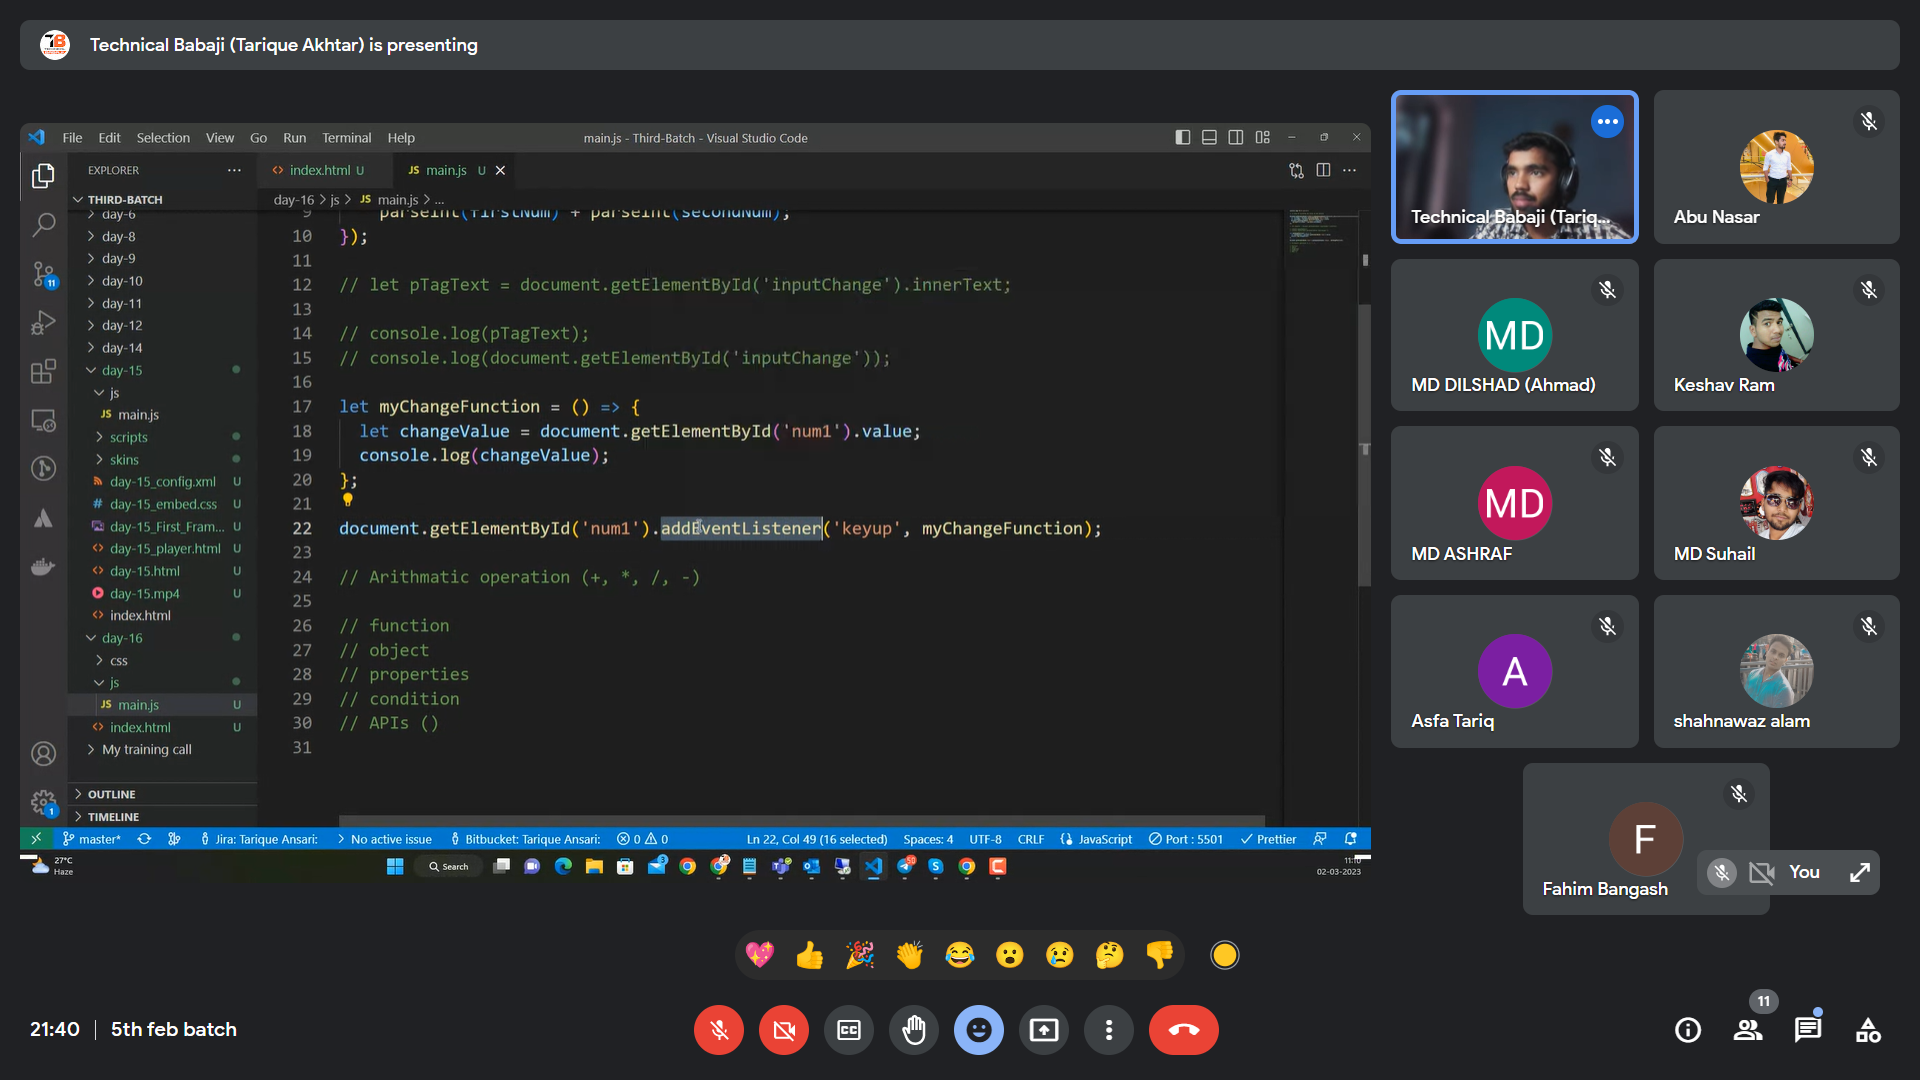 Technical Babaji (Tarique Akhtar) is presenting
File Edit Selection View Go Run Terminal Help
main.js - Third-Batch - Visual Studio Code
EXPLORER
THIRD-BATCH
day-6
day-8
day-9
day-10
day-11
day-12
day-14
day-15
js
JS main.js
scripts
skins
day-15_config.xml U
# day-15_embed.css U
day-15_First_Fram... U
<> day-15_player.html U
<> day-15.html U
day-15.mp4 U
<> index.html
day-16
css
js
JS main.js U
<> index.html U
My training call
OUTLINE
TIMELINE
<> index.html U
JS main.js U
day-16 > js > JS main.js > ...
9 parseInt(firstNum) + parseInt(secondNum);
10 });
11
12 // let pTagText = document.getElementById('inputChange').innerText;
13
14 // console.log(pTagText);
15 // console.log(document.getElementById('inputChange'));
16
17 let myChangeFunction = () => {
18 let changeValue = document.getElementById('num1').value;
19 console.log(changeValue);
20 };
21
22 document.getElementById('num1').addEventListener('keyup', myChangeFunction);
23
24 // Arithmatic operation (+, *, /, -)
25
26 // function
27 // object
28 // properties
29 // condition
30 // APIs ()
31
11
1
master* Jira: Tarique Ansari: No active issue Bitbucket: Tarique Ansari: 0 0 Ln 22, Col 49 (16 selected) Spaces: 4 UTF-8 CRLF {} JavaScript Port : 5501 Prettier
27°C
Haze
Search
02-03-2023
Technical Babaji (Tariq...
Abu Nasar
MD
MD DILSHAD (Ahmad)
Keshav Ram
MD
MD ASHRAF
MD Suhail
A
Asfa Tariq
shahnawaz alam
F
Fahim Bangash
You
21:40 | 5th feb batch
CC
11